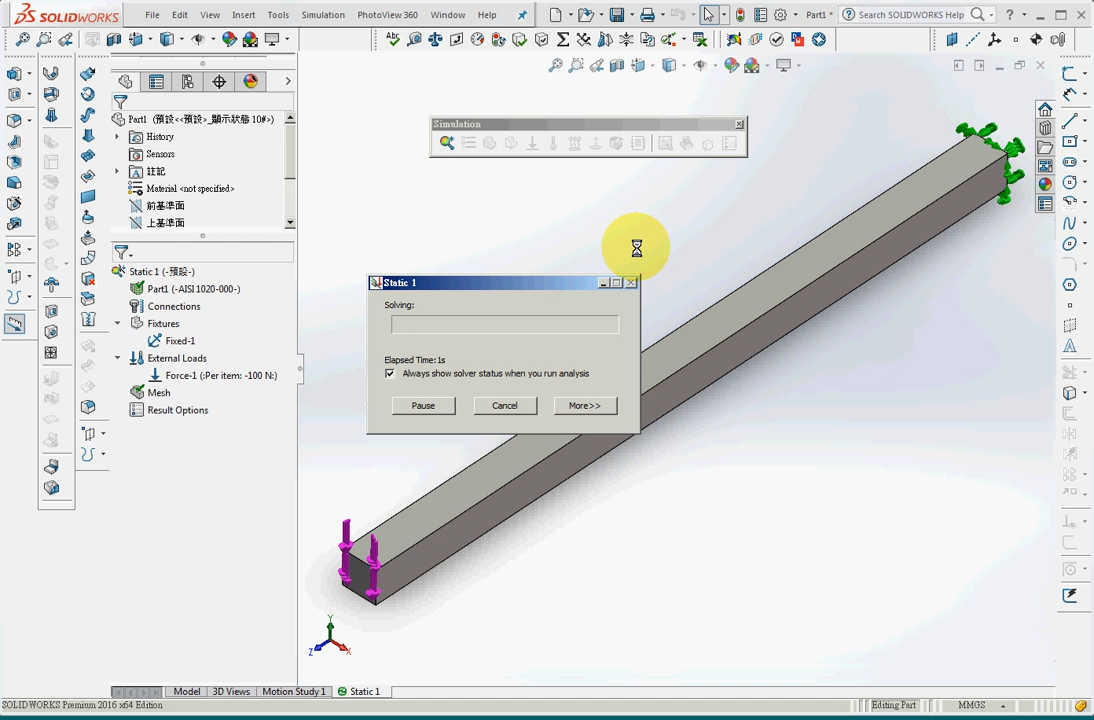 SOLIDWORKS
File Edit View Insert Tools Simulation PhotoView 360 Window Help
Part1 *
Search SOLIDWORKS Help
Simulation
Part1 (預設<<預設>_顯示狀態 10#>)
History
Sensors
註記
Material <not specified>
前基準面
上基準面
Static 1 (-預設-)
Part1 (-AISI 1020-000-)
Connections
Fixtures
Fixed-1
External Loads
Force-1 (:Per item: -100 N:)
Mesh
Result Options
Static 1
Solving:
Elapsed Time:1s
Always show solver status when you run analysis
Pause
Cancel
More>>
Y
Z
X
Model
3D Views
Motion Study 1
Static 1
SOLIDWORKS Premium 2016 x64 Edition
Editing Part
MMGS